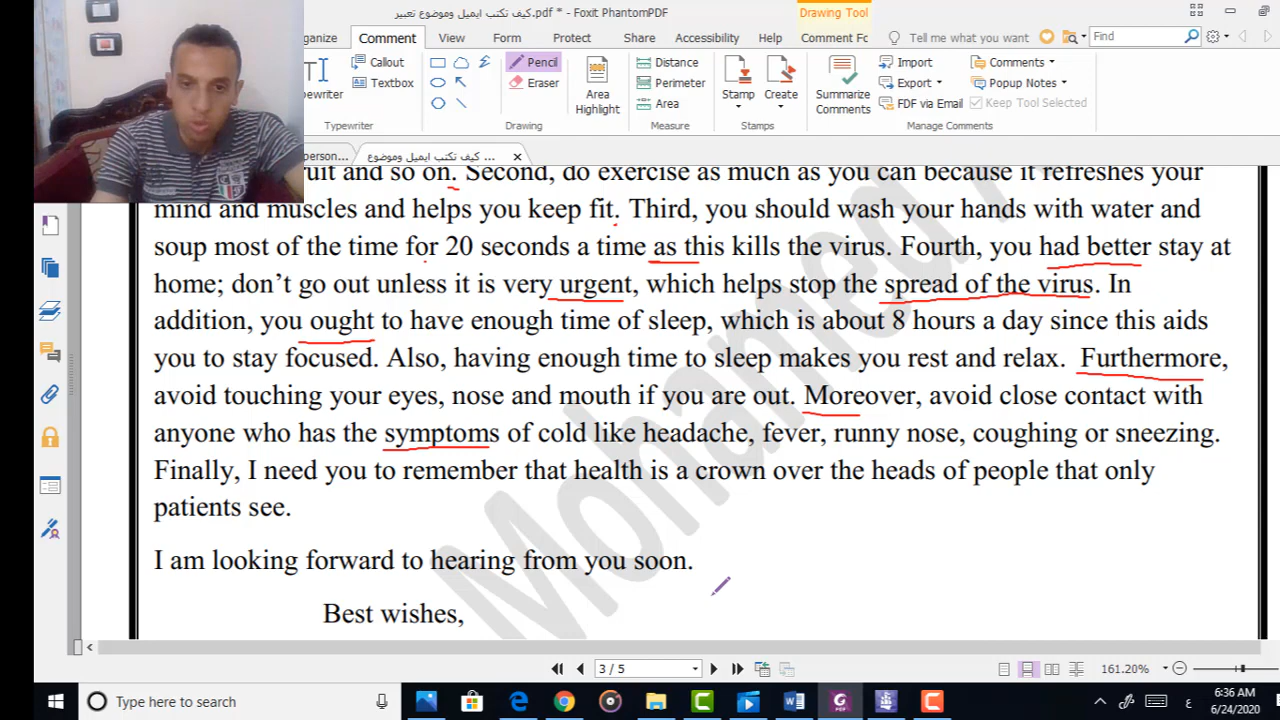 كيف تكتب ايميل وموضوع تعبير.pdf * - Foxit PhantomPDF
Drawing Tool
Comment View Form Protect Share Accessibility Help Comment Fc Tell me what you want Find
Callout
Textbox
Typewriter
Pencil
Eraser
Drawing
Area Highlight
Distance
Perimeter
Area
Measure
Stamp Create
Stamps
Summarize Comments
Import
Export
FDF via Email
Comments
Popup Notes
Keep Tool Selected
Manage Comments
person... كيف تكتب ايميل وموضوع ...
and so on. Second, do exercise as much as you can because it refreshes your
mind and muscles and helps you keep fit. Third, you should wash your hands with water and
soup most of the time for 20 seconds a time as this kills the virus. Fourth, you had better stay at
home; don’t go out unless it is very urgent, which helps stop the spread of the virus. In
addition, you ought to have enough time of sleep, which is about 8 hours a day since this aids
you to stay focused. Also, having enough time to sleep makes you rest and relax. Furthermore,
avoid touching your eyes, nose and mouth if you are out. Moreover, avoid close contact with
anyone who has the symptoms of cold like headache, fever, runny nose, coughing or sneezing.
Finally, I need you to remember that health is a crown over the heads of people that only
patients see.
I am looking forward to hearing from you soon.
Best wishes,
Mohamed
3 / 5
161.20%
Type here to search
ع
6:36 AM
6/24/2020